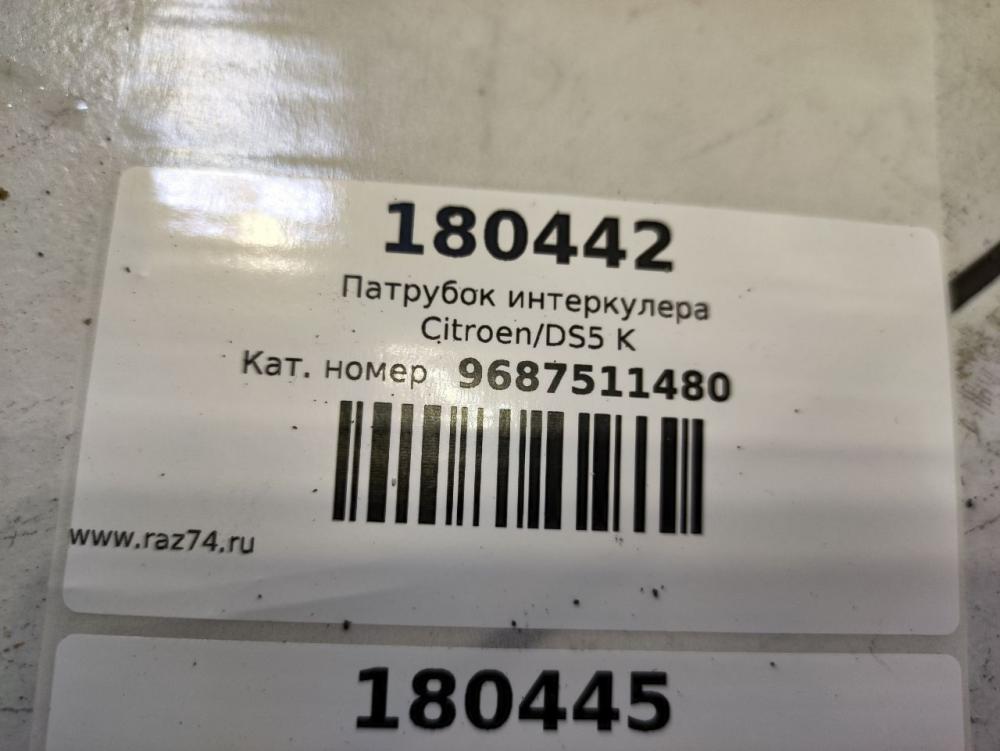 180442
Патрубок интеркулера
Citroen/DS5 K
Кат. номер 9687511480
www.raz74.ru
180445